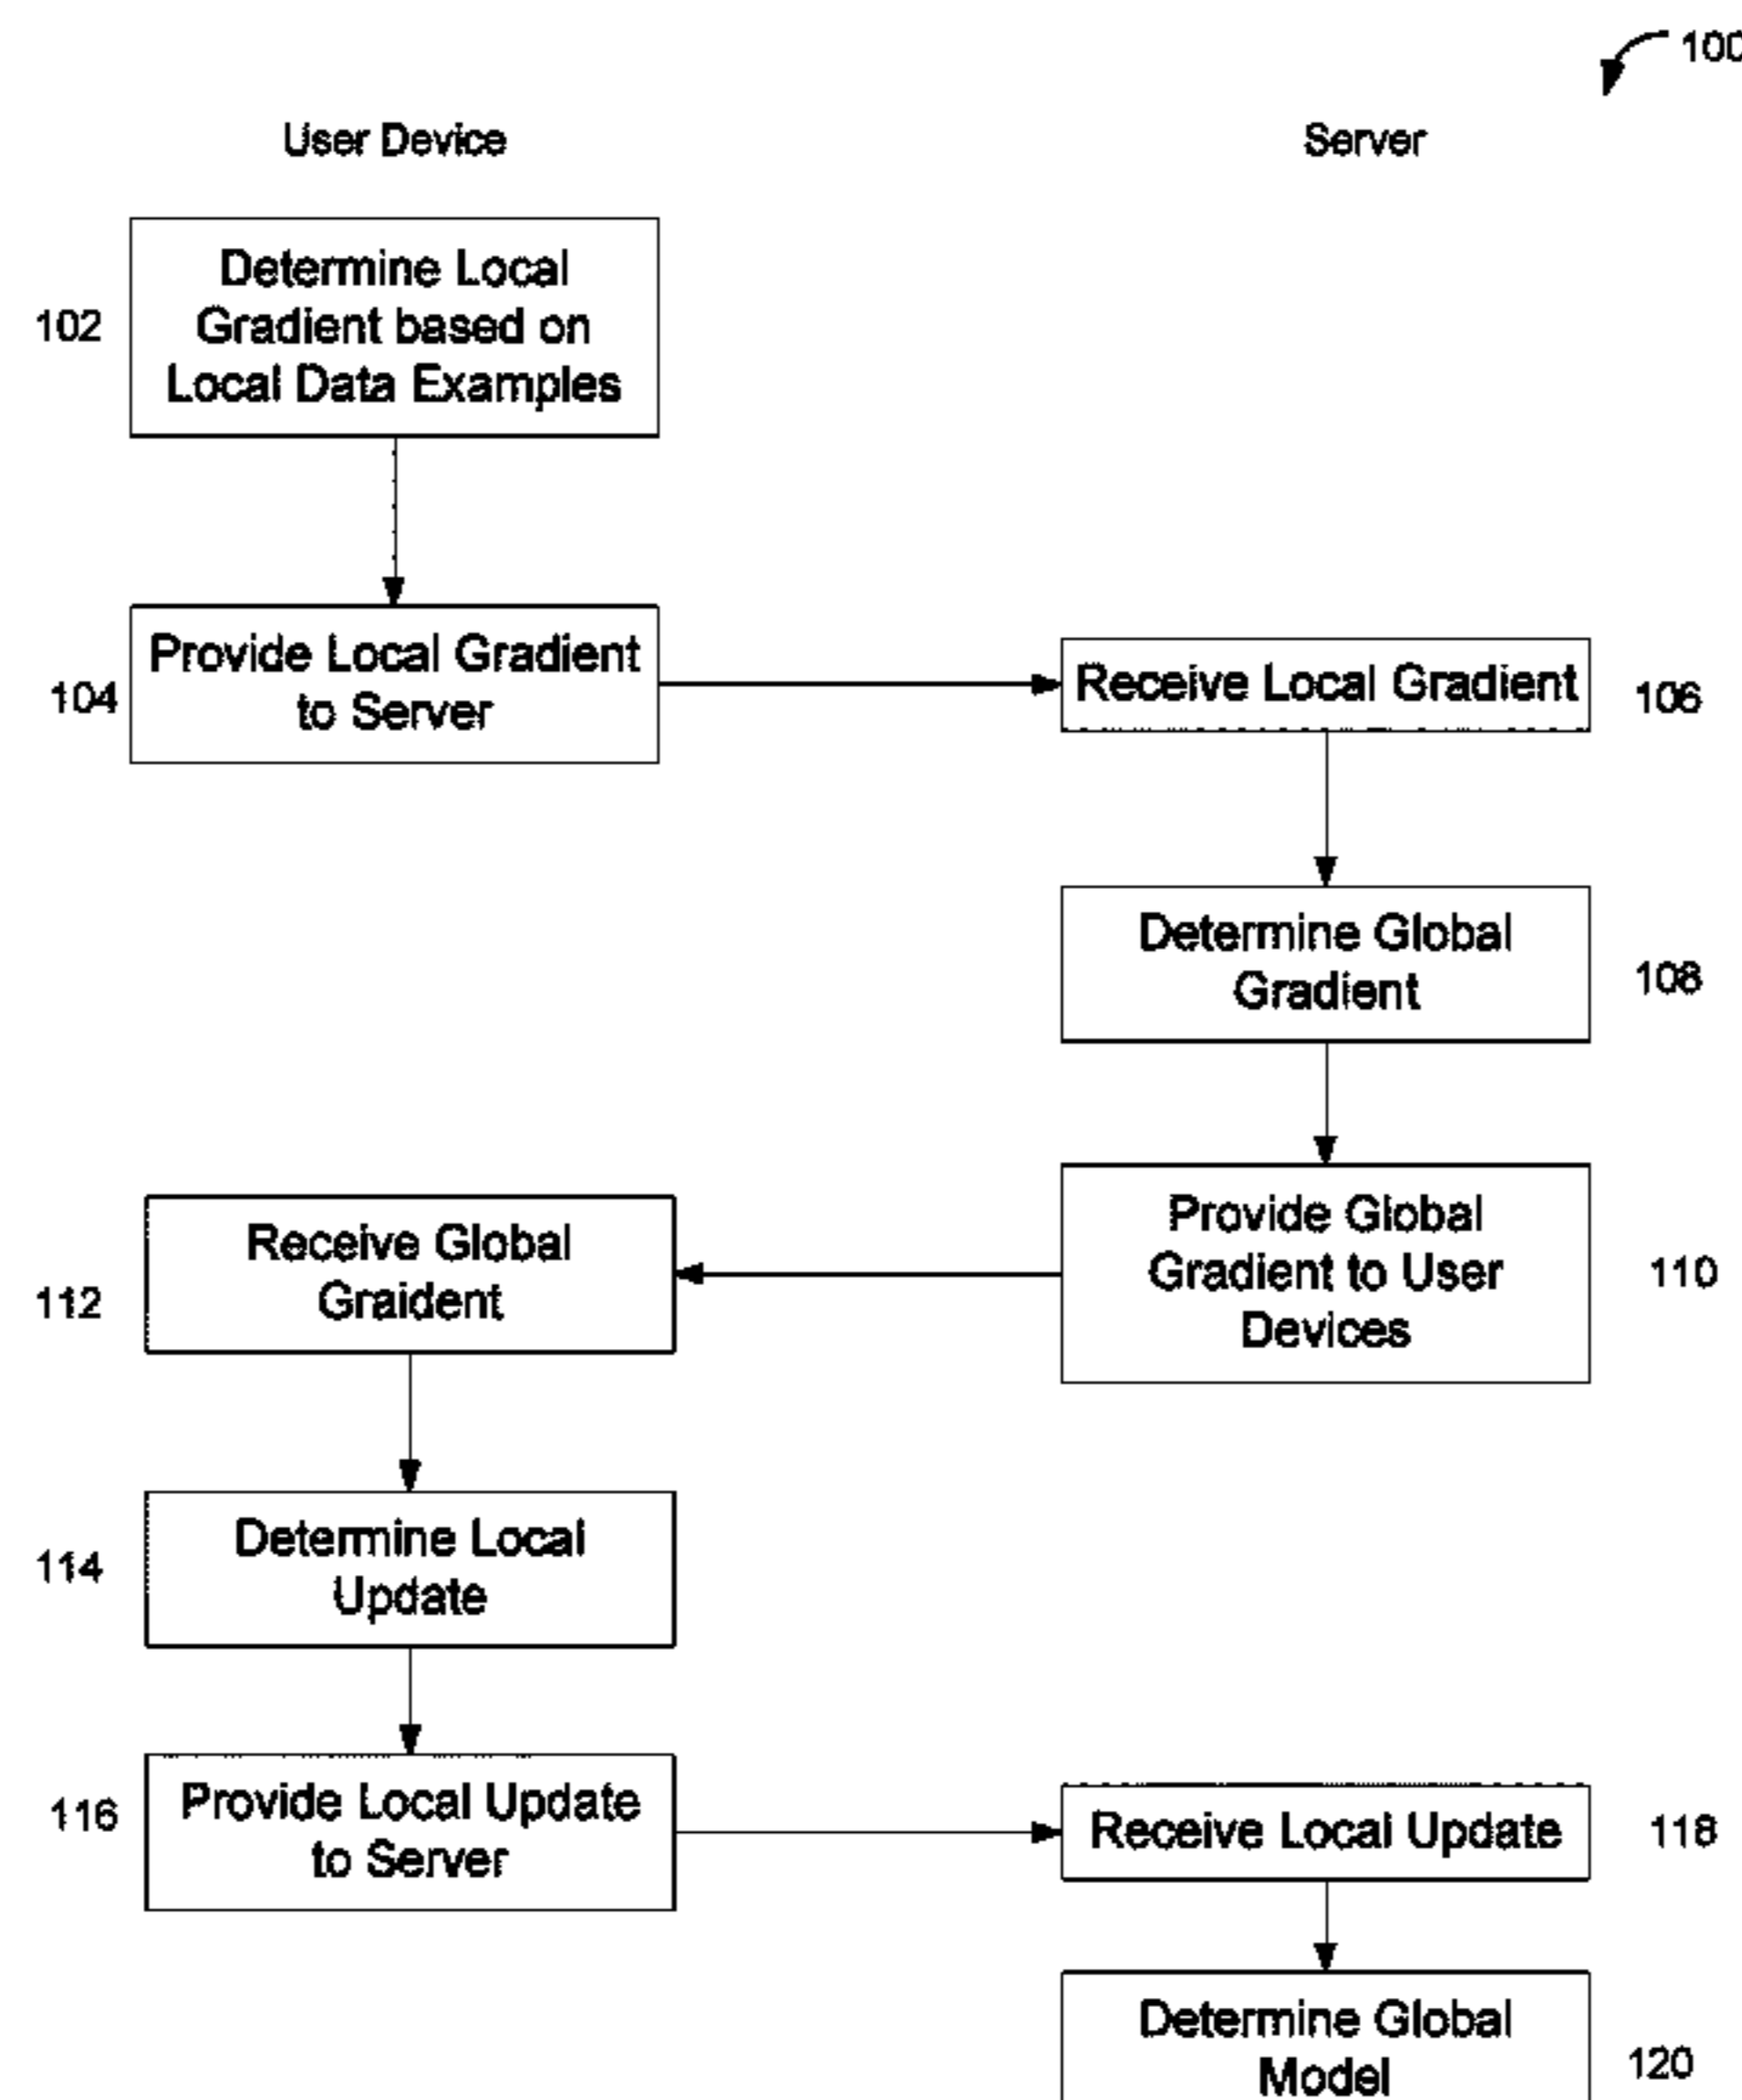 100
User Device
Server
Determine Local
Gradient based on
Local Data Examples
102
Provide Local Gradient
to Server
104
Receive Local Gradient
106
Determine Global
Gradient
108
Provide Global
Gradient to User
Devices
110
Receive Global
Graident
112
Determine Local
Update
114
Provide Local Update
to Server
116
Receive Local Update
118
Determine Global
Model
120